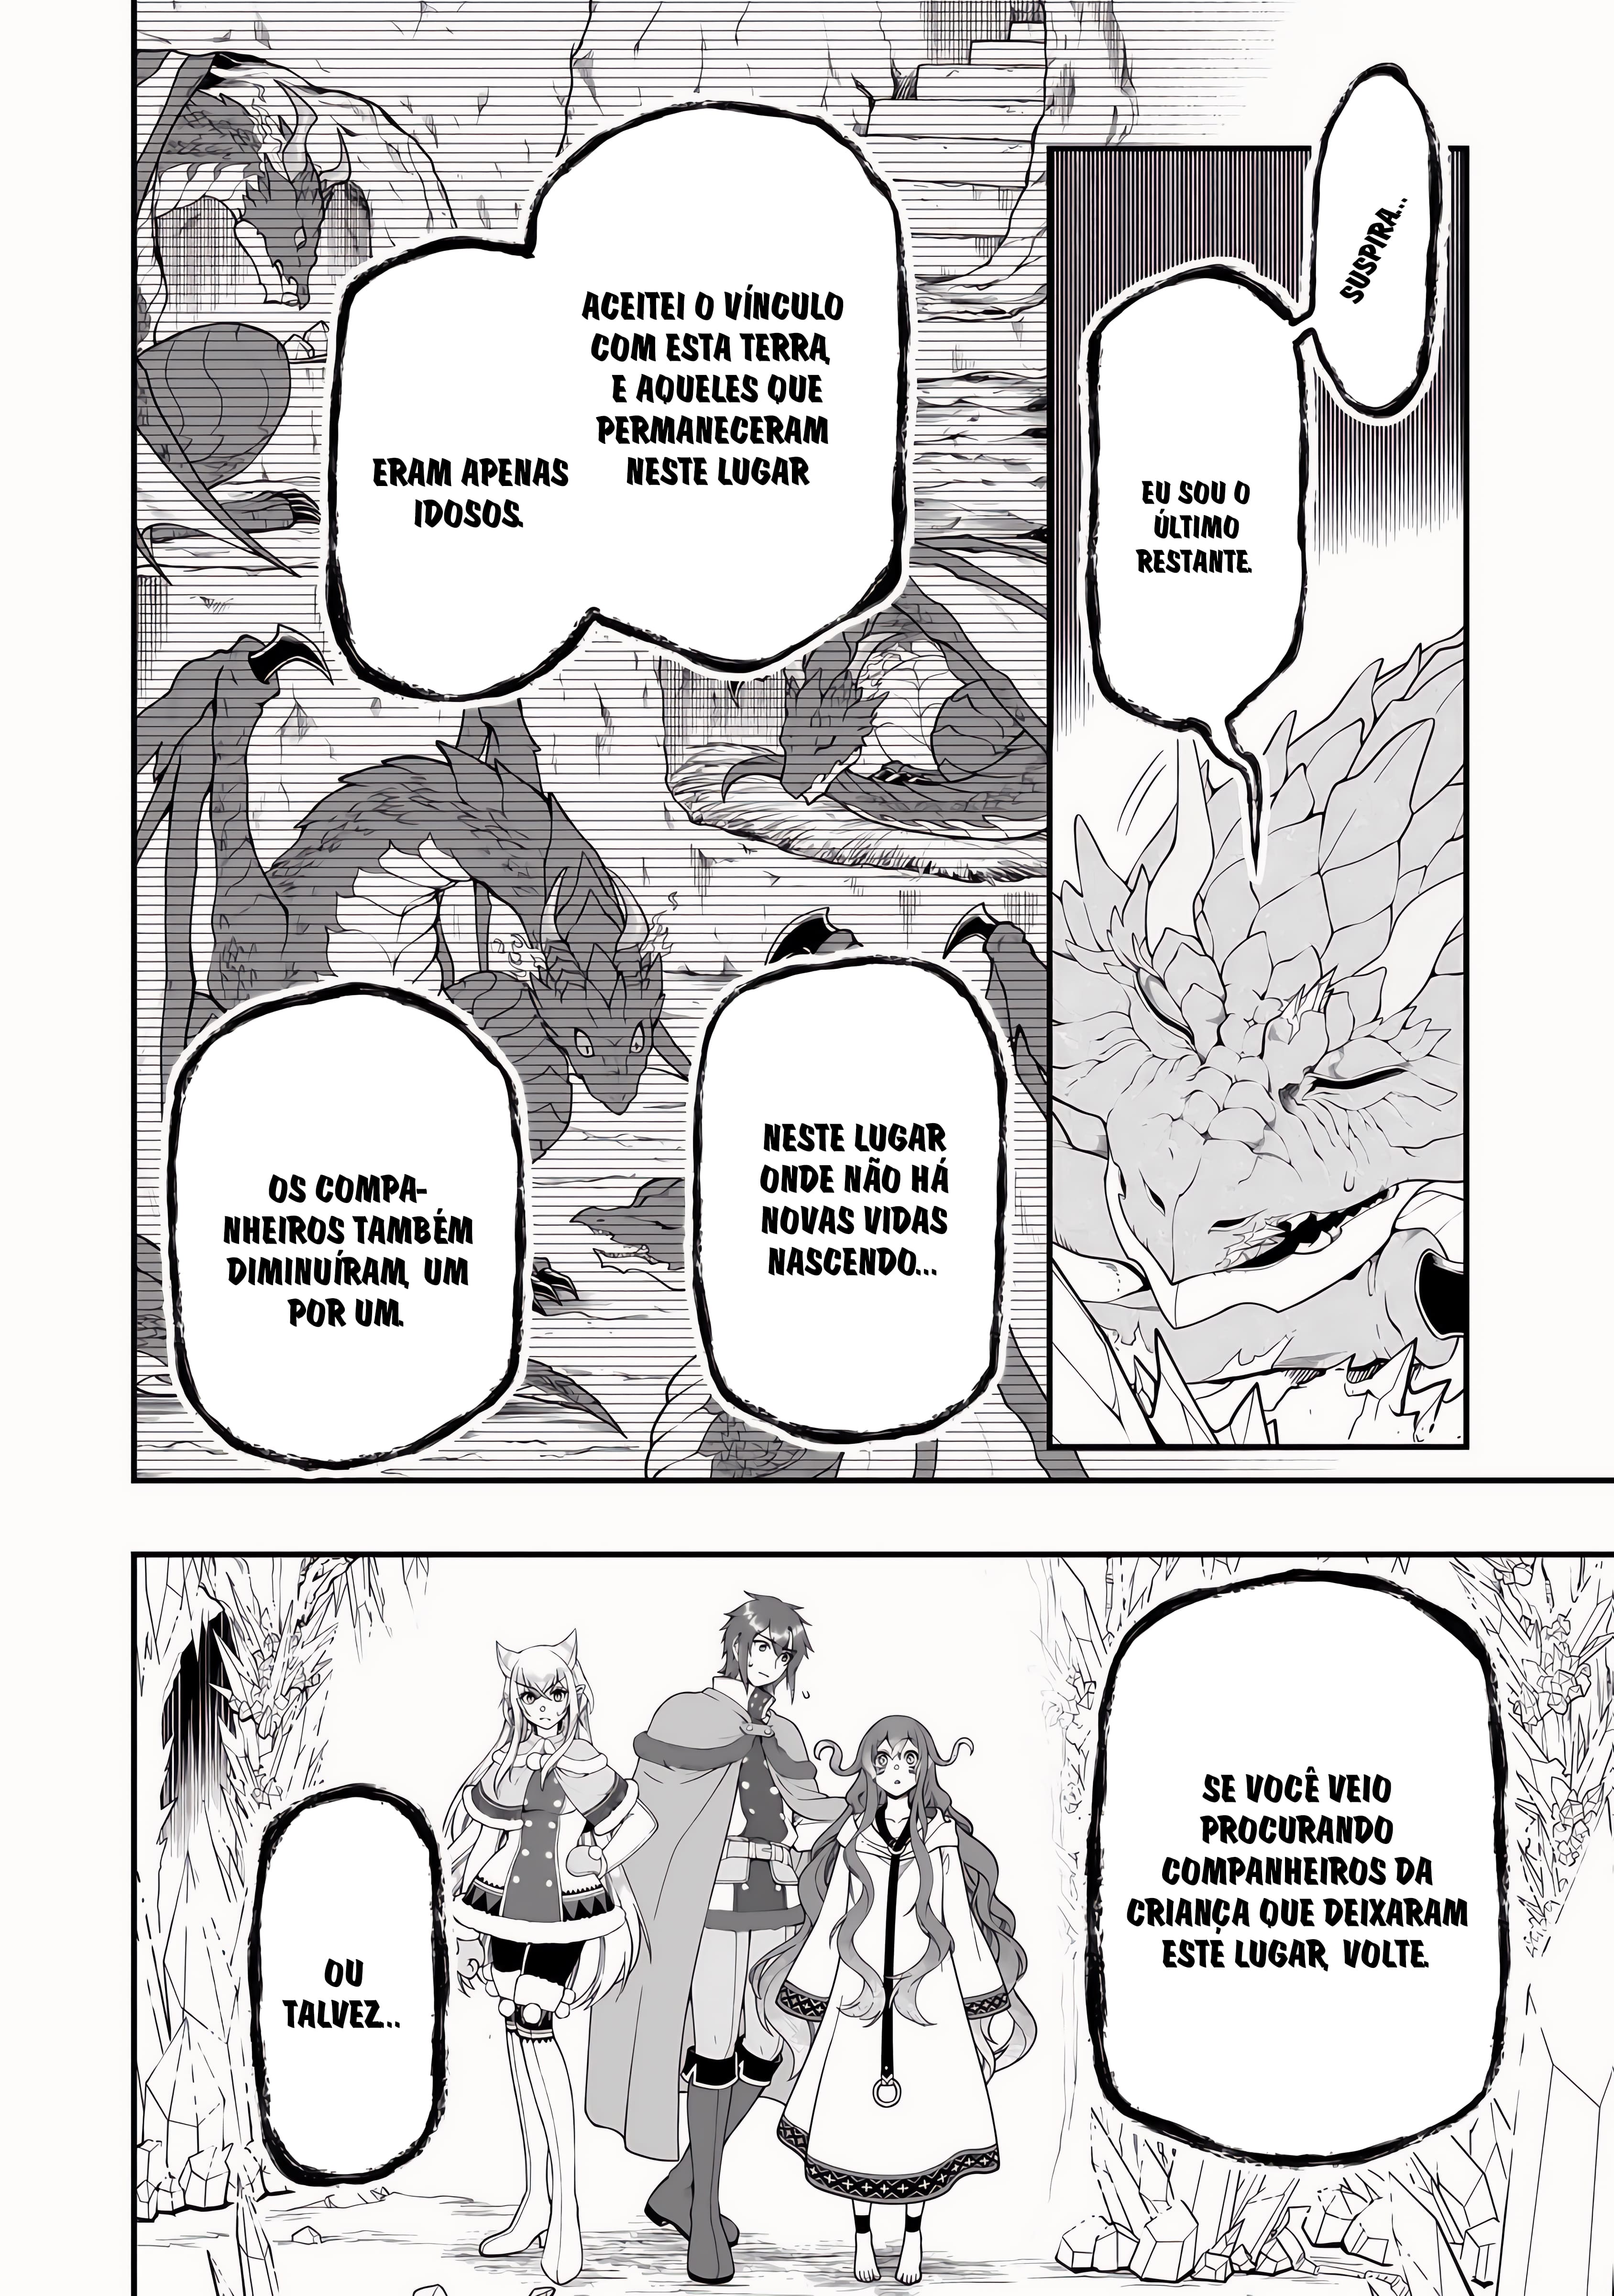 SUSPIRA...
EU SOU O
ÚLTIMO
RESTANTE.
ACEITEI O VÍNCULO
COM ESTA TERRA,
E AQUELES QUE
PERMANECERAM
NESTE LUGAR
ERAM APENAS
IDOSOS.
NESTE LUGAR
ONDE NÃO HÁ
NOVAS VIDAS
NASCENDO...
OS COMPA-
NHEIROS TAMBÉM
DIMINUÍRAM, UM
POR UM.
SE VOCÊ VEIO
PROCURANDO
COMPANHEIROS DA
CRIANÇA QUE DEIXARAM
ESTE LUGAR, VOLTE.
OU
TALVEZ..